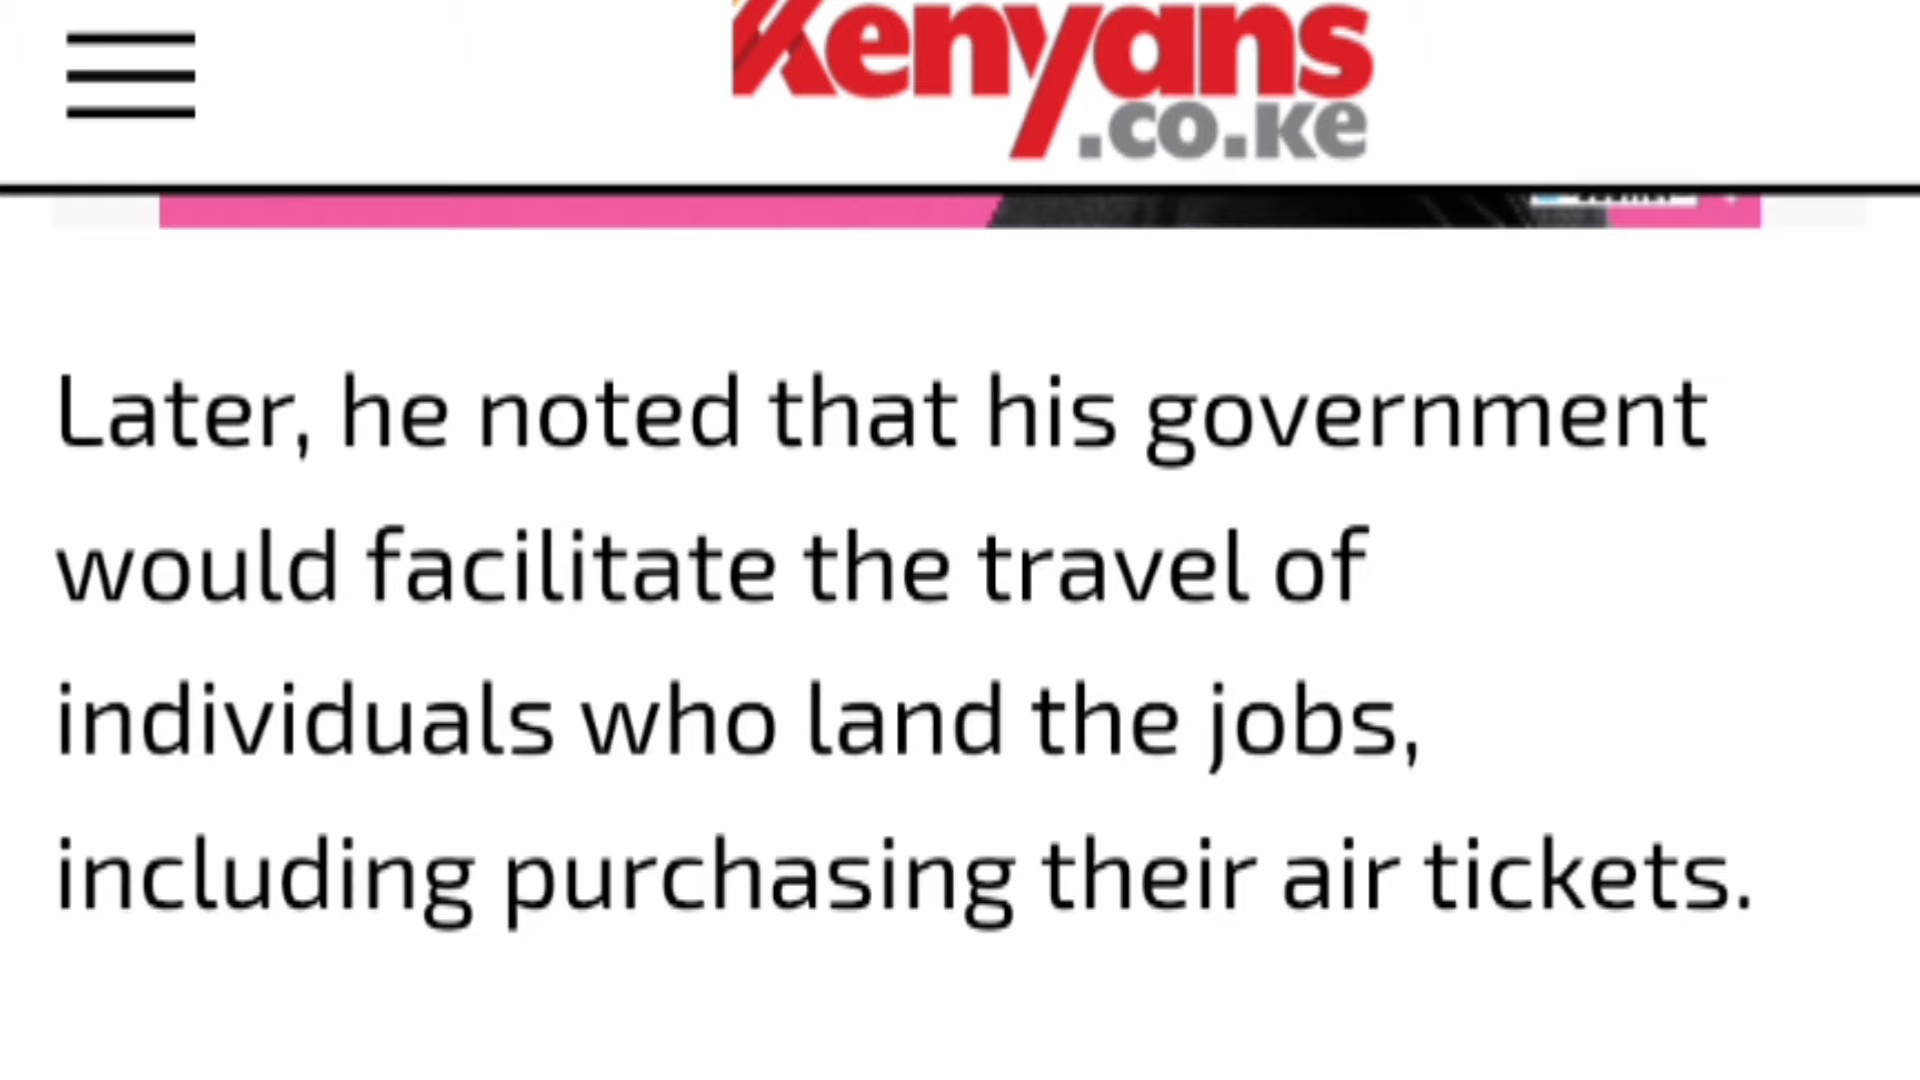 Kenyans
.co.ke
Later, he noted that his government
would facilitate the travel of
individuals who land the jobs,
including purchasing their air tickets.